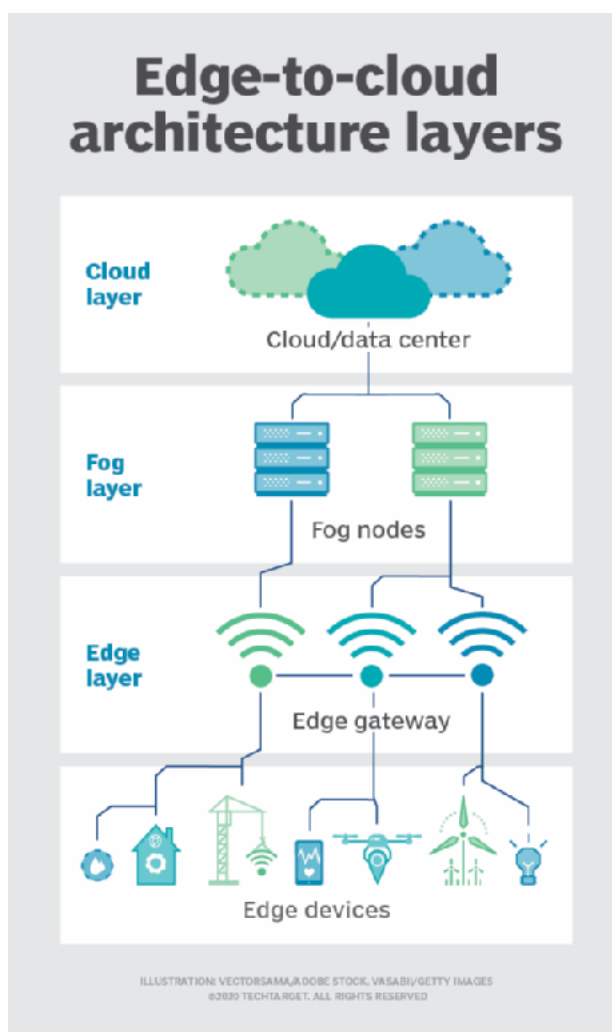 Edge-to-cloud
architecture layers
Cloud
layer
Cloud/data center
Fog
layer
Fog nodes
Edge
layer
Edge gateway
Edge devices
ILLUSTRATION: VECTORSAMA/ADOBE STOCK, VASABII/GETTY IMAGES
©2020 TECHTARGET. ALL RIGHTS RESERVED